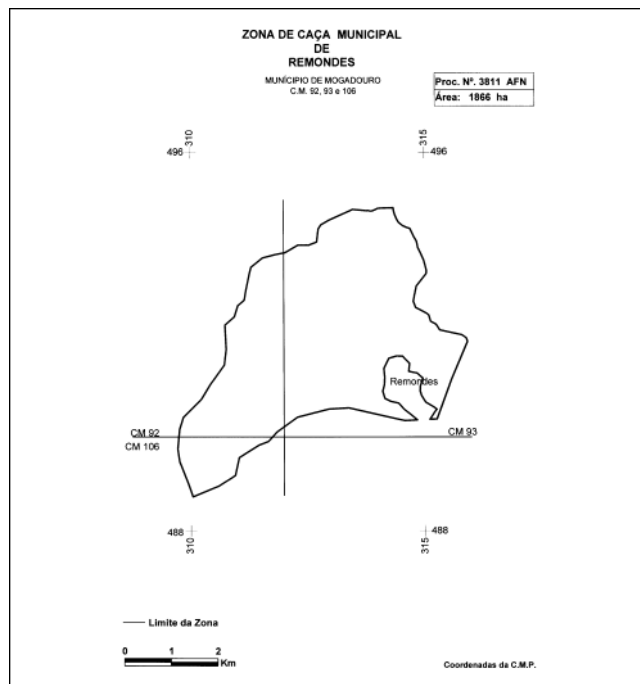 ZONA DE CAÇA MUNICIPAL
DE
REMONDES
MUNÍCIPIO DE MOGADOURO
C.M. 92, 93 e 106
Proc. Nº. 3811 AFN
Área: 1866 ha
310
315
496
496
Remondes
CM 92
CM 93
CM 106
488
488
310
315
Limite da Zona
0 1 2
Km
Coordenadas da C.M.P.